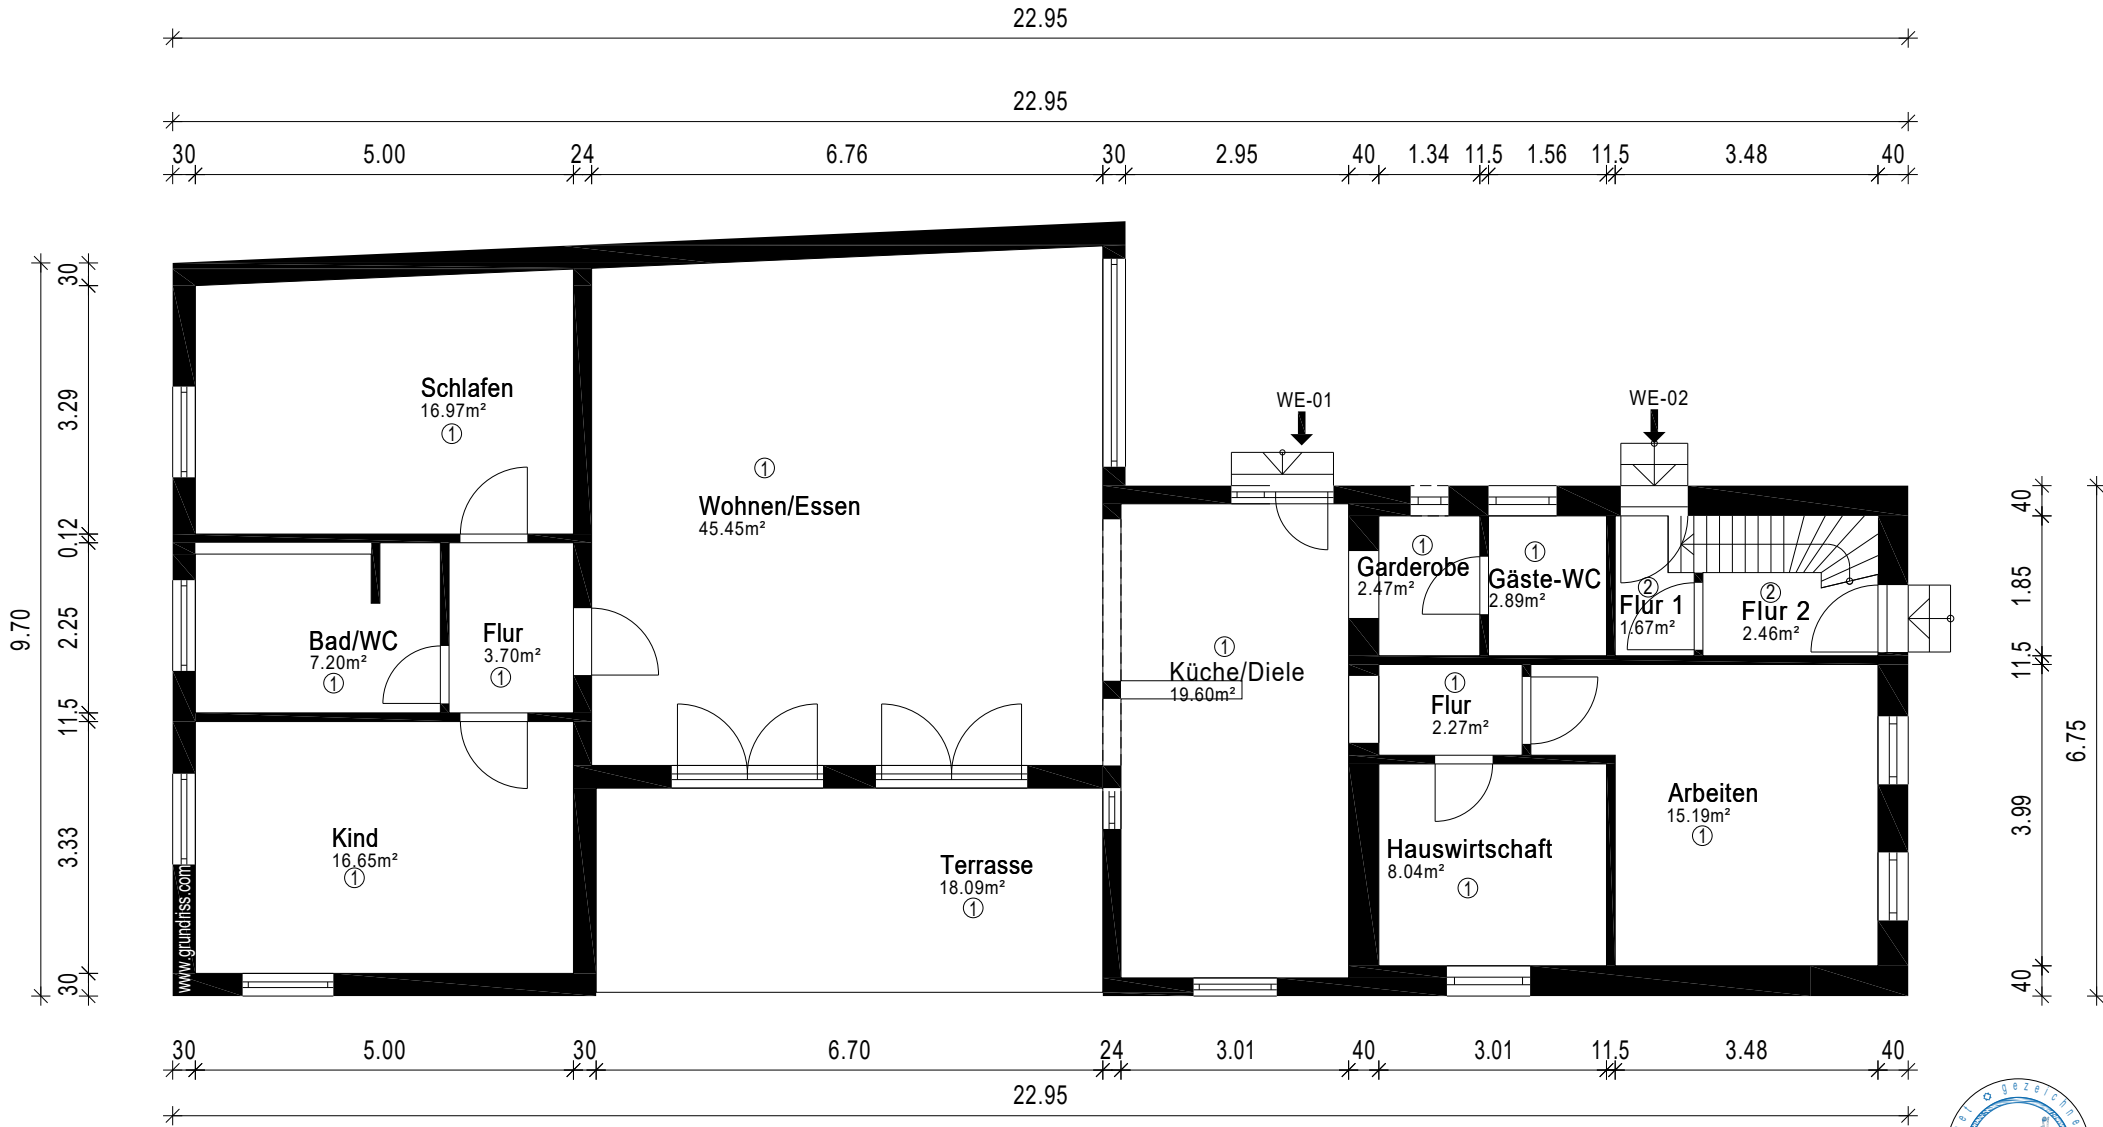 22.95
22.95
30 5.00 24 6.76 30 2.95 40 1.34 11.5 1.56 11.5 3.48 40
9.70
30
3.29
0.12
2.25
11.5
3.33
30
Schlafen
16.97m²
1
1
Wohnen/Essen
45.45m²
WE-01
WE-02
Bad/WC
7.20m²
1
Flur
3.70m²
1
1
Küche/Diele
19.60m²
1
Garderobe
2.47m²
1
Gäste-WC
2.89m²
2
Flur 1
1.67m²
2
Flur 2
2.46m²
1
Flur
2.27m²
Kind
16.65m²
1
Terrasse
18.09m²
1
Hauswirtschaft
8.04m²
1
Arbeiten
15.19m²
1
www.grundriss.com
40
1.85
11.5
3.99
40
6.75
30 5.00 30 6.70 24 3.01 40 3.01 11.5 3.48 40
22.95